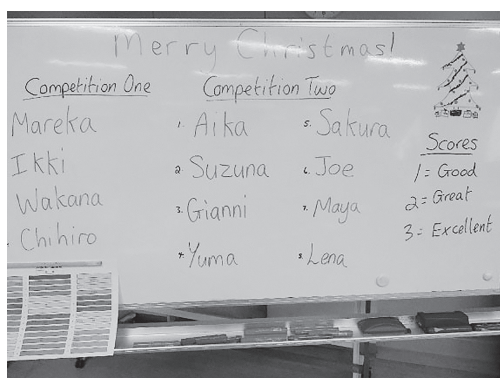 Merry Christmas!
Competition One
Mareka
Ikki
Wakana
Chihiro
Competition Two
1. Aika
2. Suzuna
3. Gianni
4. Yuma
5. Sakura
6. Joe
7. Maya
8. Lena
Scores
1 = Good
2 = Great
3 = Excellent